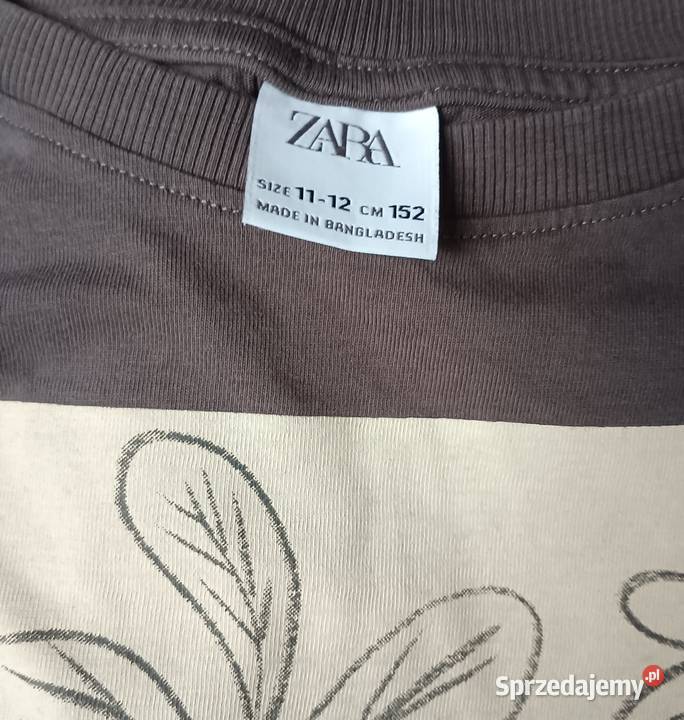 ZARA
SIZE 11-12 CM 152
MADE IN BANGLADESH
Sprzedajemy.pl